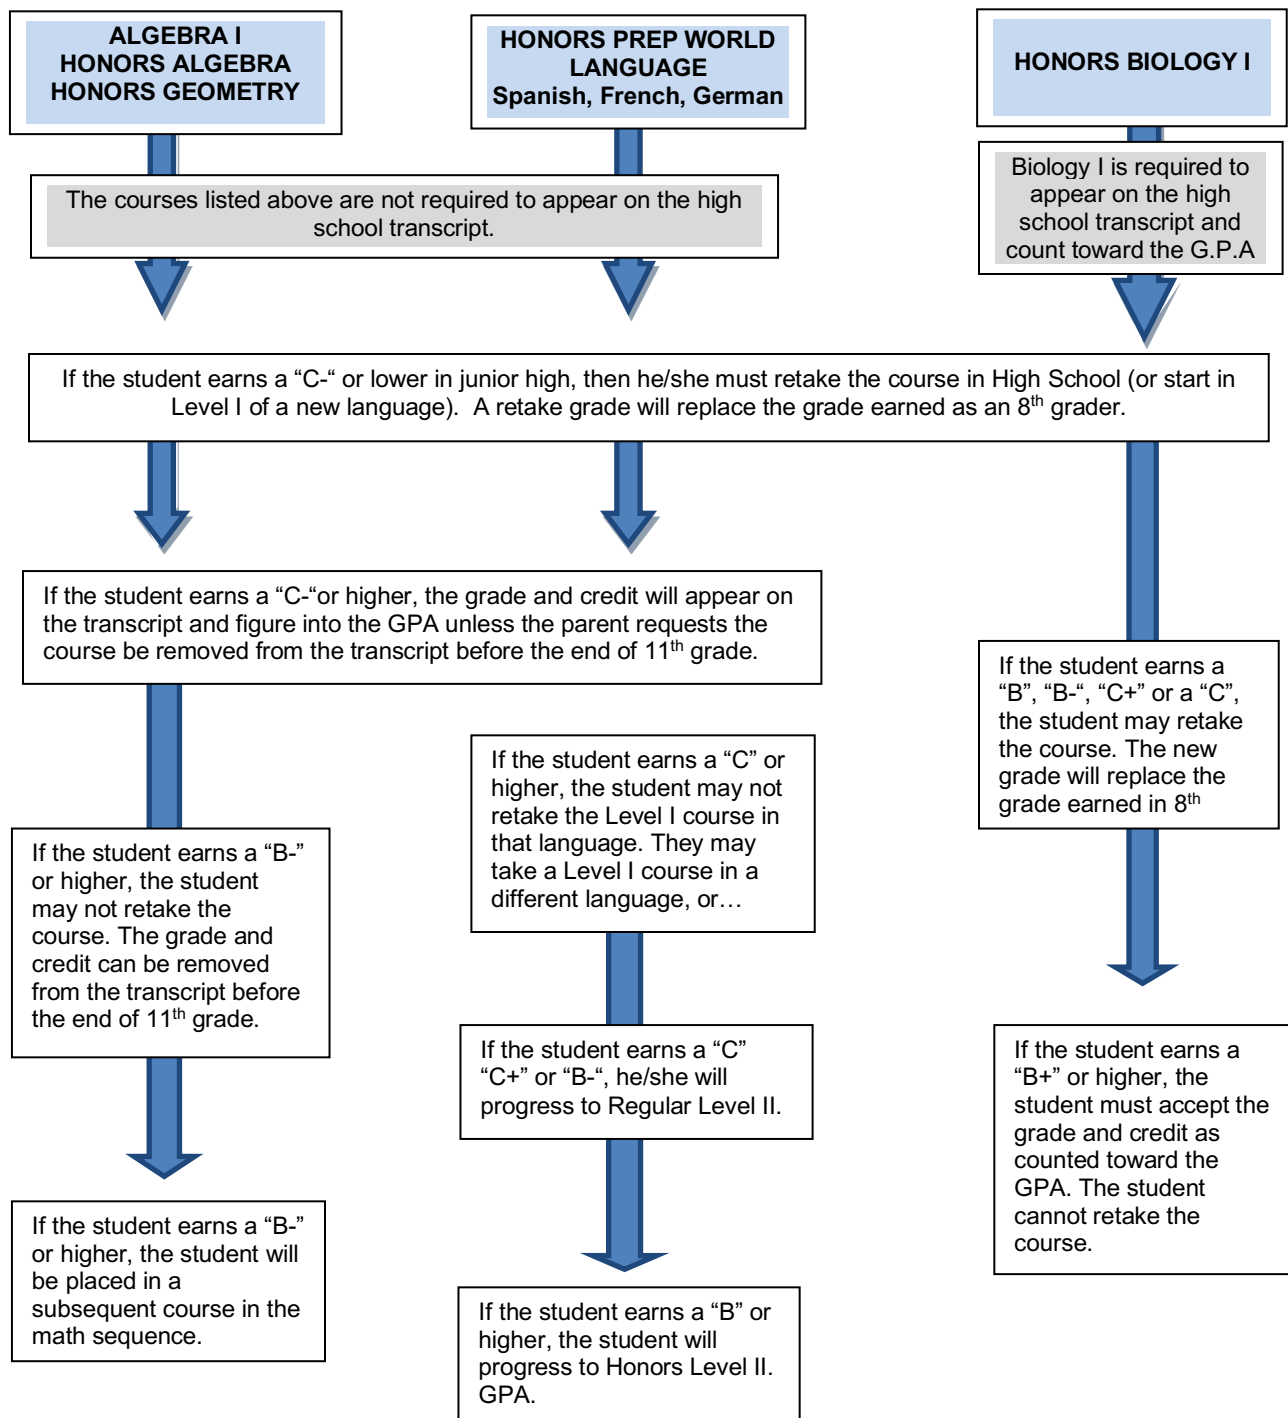 ALGEBRA I
HONORS ALGEBRA
HONORS GEOMETRY
HONORS PREP WORLD
LANGUAGE
Spanish, French, German
HONORS BIOLOGY I
The courses listed above are not required to appear on the high
school transcript.
Biology I is required to
appear on the high
school transcript and
count toward the G.P.A
If the student earns a “C-“ or lower in junior high, then he/she must retake the course in High School (or start in
Level I of a new language).  A retake grade will replace the grade earned as an 8th grader.
If the student earns a “C-“or higher, the grade and credit will appear on
the transcript and figure into the GPA unless the parent requests the
course be removed from the transcript before the end of 11th grade.
If the student earns a “B-”
or higher, the student
may not retake the
course. The grade and
credit can be removed
from the transcript before
the end of 11th grade.
If the student earns a “B-”
or higher, the student will
be placed in a
subsequent course in the
math sequence.
If the student earns a “C” or
higher, the student may not
retake the Level I course in
that language. They may
take a Level I course in a
different language, or…
If the student earns a “C”
“C+” or “B-“, he/she will
progress to Regular Level II.
If the student earns a “B” or
higher, the student will
progress to Honors Level II.
GPA.
If the student earns a
“B”, “B-“, “C+” or a “C”,
the student may retake
the course. The new
grade will replace the
grade earned in 8th
If the student earns a
“B+” or higher, the
student must accept the
grade and credit as
counted toward the
GPA. The student
cannot retake the
course.